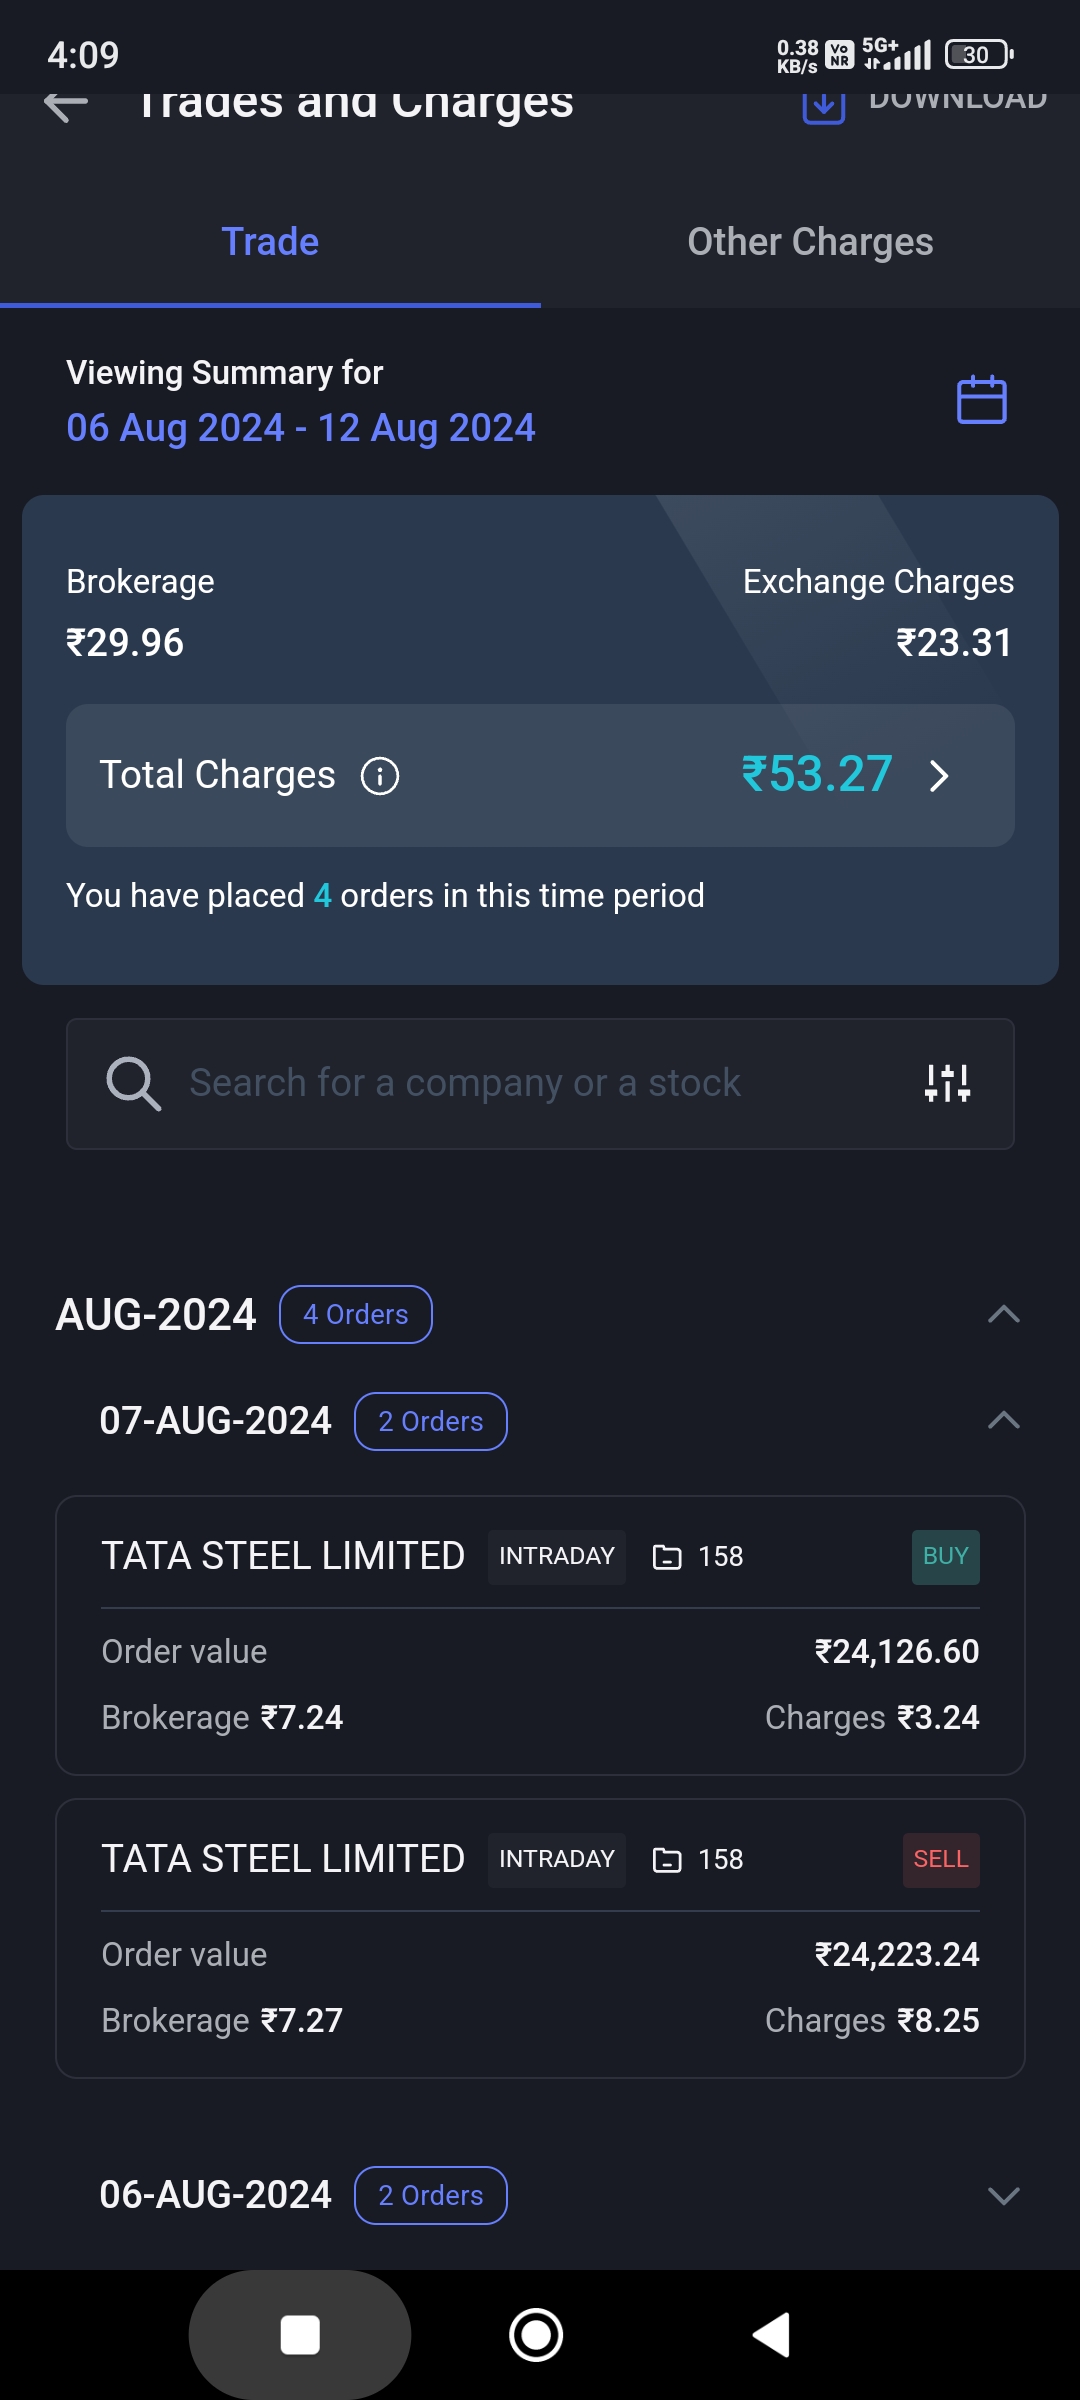 4:09
0.38 KB/s Vo NR 5G+ 30
Trades and Charges DOWNLOAD
Trade Other Charges
Viewing Summary for
06 Aug 2024 - 12 Aug 2024
Brokerage Exchange Charges
₹29.96 ₹23.31
Total Charges ₹53.27
You have placed 4 orders in this time period
Search for a company or a stock
AUG-2024 4 Orders
07-AUG-2024 2 Orders
TATA STEEL LIMITED INTRADAY 158 BUY
Order value ₹24,126.60
Brokerage ₹7.24 Charges ₹3.24
TATA STEEL LIMITED INTRADAY 158 SELL
Order value ₹24,223.24
Brokerage ₹7.27 Charges ₹8.25
06-AUG-2024 2 Orders